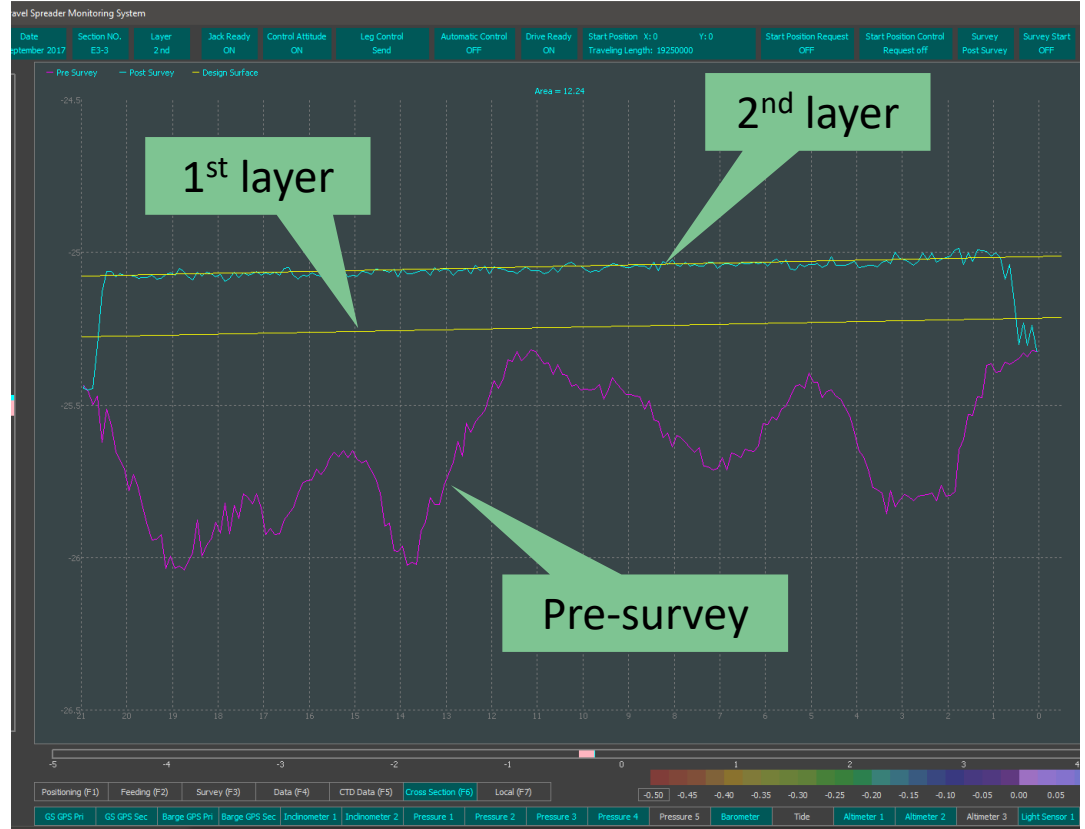 ravel Spreader Monitoring System
Date Section NO. Layer Jack Ready Control Attitude Leg Control Automatic Control Drive Ready Start Position X: 0 Y: 0 Start Position Request Start Position Control Survey Survey Start
eptember 2017 E3-3 2 nd ON ON Send OFF ON Traveling Length: 19250000 OFF Request off Post Survey OFF
Pre Survey Post Survey Design Surface
Area = 12.24
-24.5
2nd layer
1st layer
-25
-25.5
-26
Pre-survey
-26.5
21 20 19 18 17 16 15 14 13 12 11 10 9 8 7 6 5 4 3 2 1 0
-5 -4 -3 -2 -1 0 1 2 3 4
Positioning (F1) Feeding (F2) Survey (F3) Data (F4) CTD Data (F5) Cross Section (F6) Local (F7)
-0.50 -0.45 -0.40 -0.35 -0.30 -0.25 -0.20 -0.15 -0.10 -0.05 0.00 0.05
GS GPS Pri GS GPS Sec Barge GPS Pri Barge GPS Sec Inclinometer 1 Inclinometer 2 Pressure 1 Pressure 2 Pressure 3 Pressure 4 Pressure 5 Barometer Tide Altimeter 1 Altimeter 2 Altimeter 3 Light Sensor 1